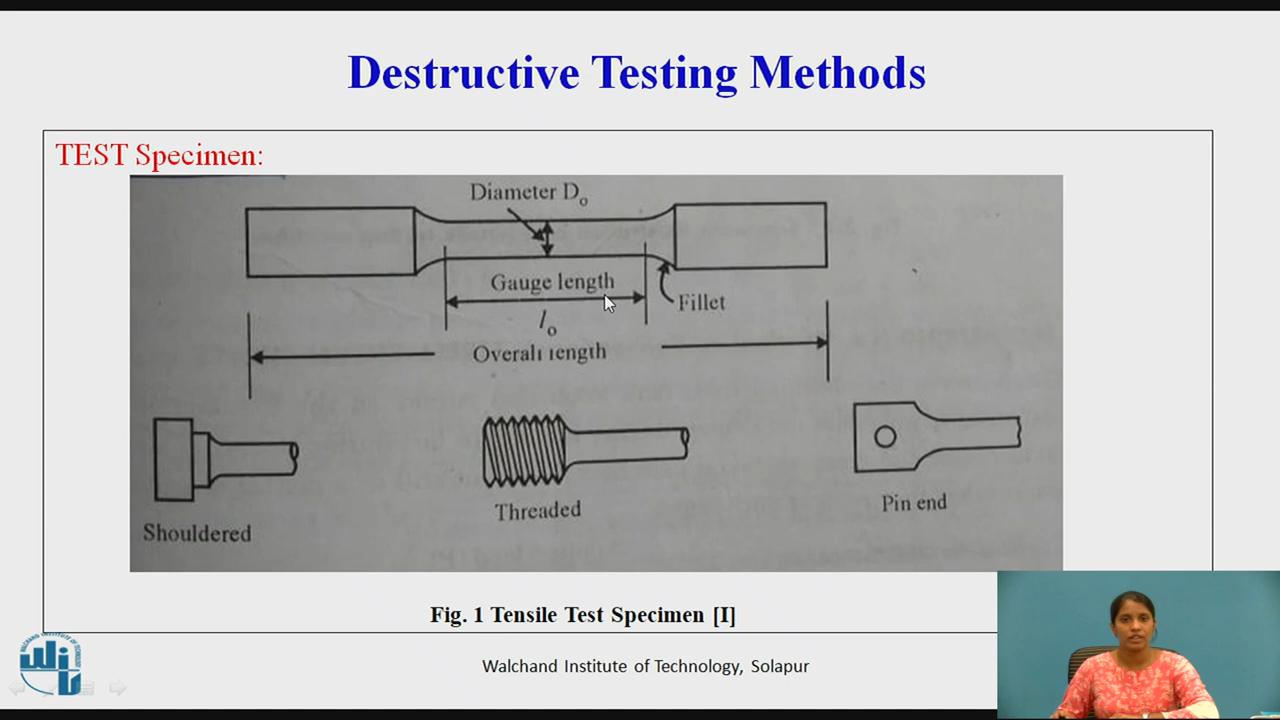 Destructive Testing Methods
TEST Specimen:
Diameter Do
Gauge length
lo
Fillet
Overall length
Shouldered
Threaded
Pin end
Fig. 1 Tensile Test Specimen [I]
Walchand Institute of Technology, Solapur